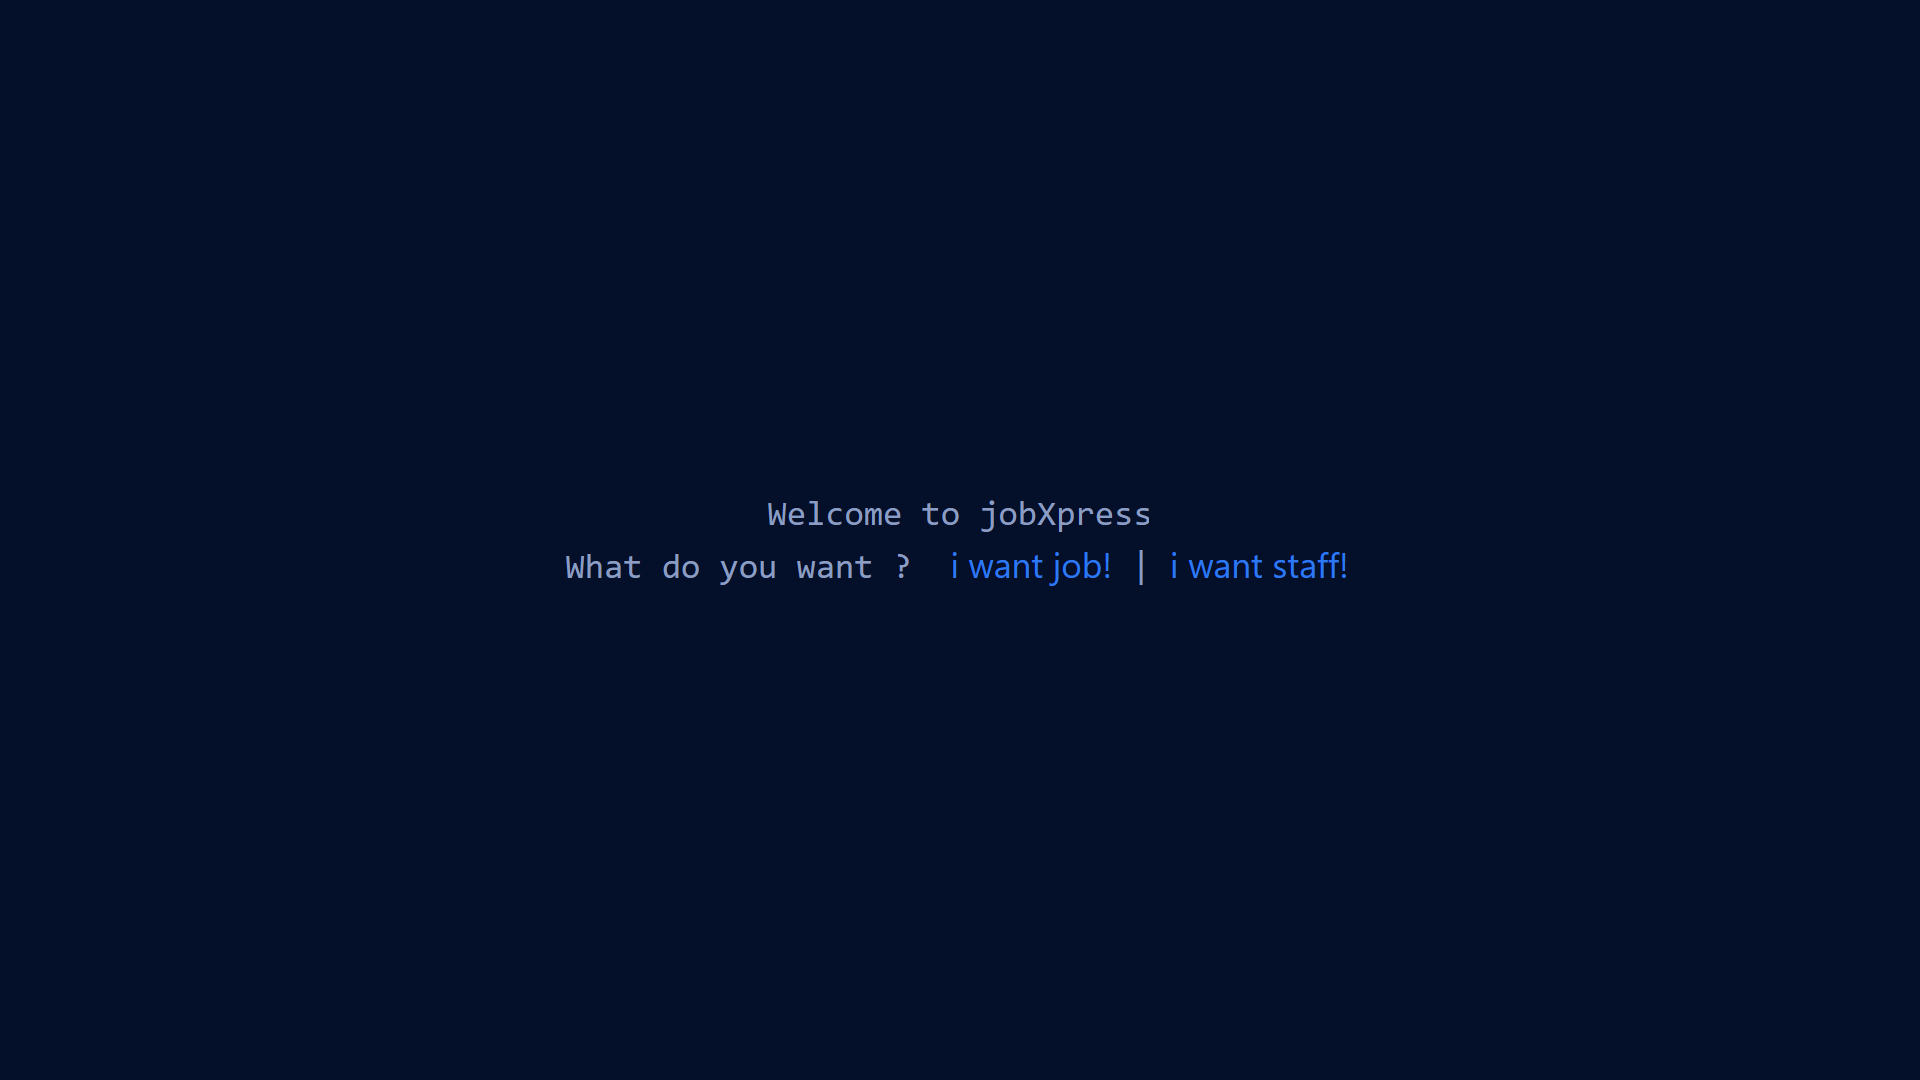 Welcome to jobXpress
What do you want ? i want job! | i want staff!